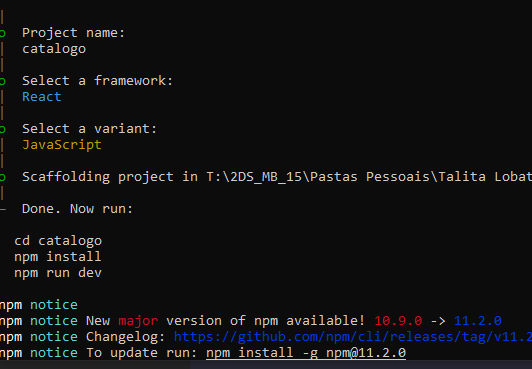 Project name:
catalogo
Select a framework:
React
Select a variant:
JavaScript
Scaffolding project in T:\2DS_MB_15\Pastas Pessoais\Talita Lobat
Done. Now run:
cd catalogo
npm install
npm run dev
npm notice
npm notice New major version of npm available! 10.9.0 -> 11.2.0
npm notice Changelog: https://github.com/npm/cli/releases/tag/v11.2
npm notice To update run: npm install -g npm@11.2.0